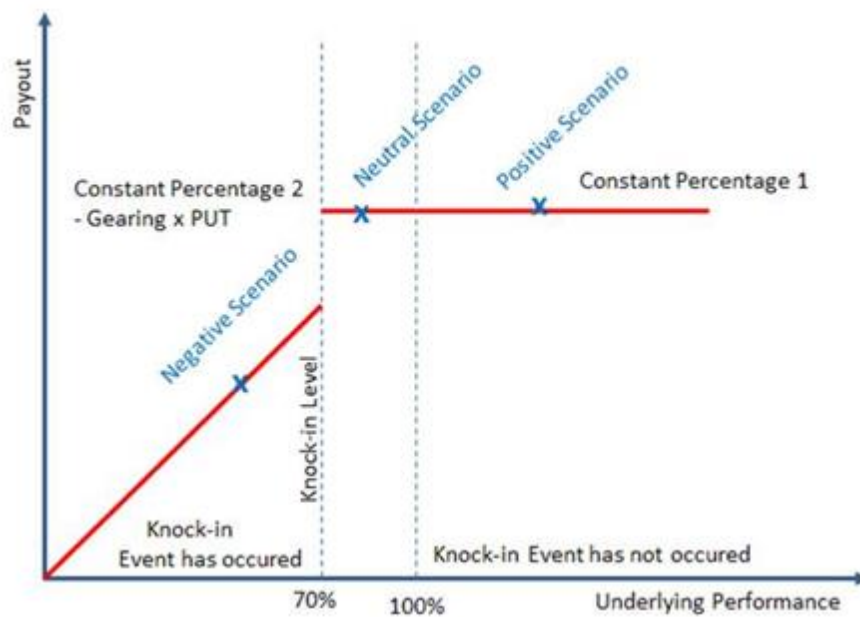 Payout
Neutral Scenario
Positive Scenario
Constant Percentage 2
- Gearing x PUT
Constant Percentage 1
Negative Scenario
Knock-in Level
Knock-in
Event has occured
Knock-in Event has not occured
70%
100%
Underlying Performance